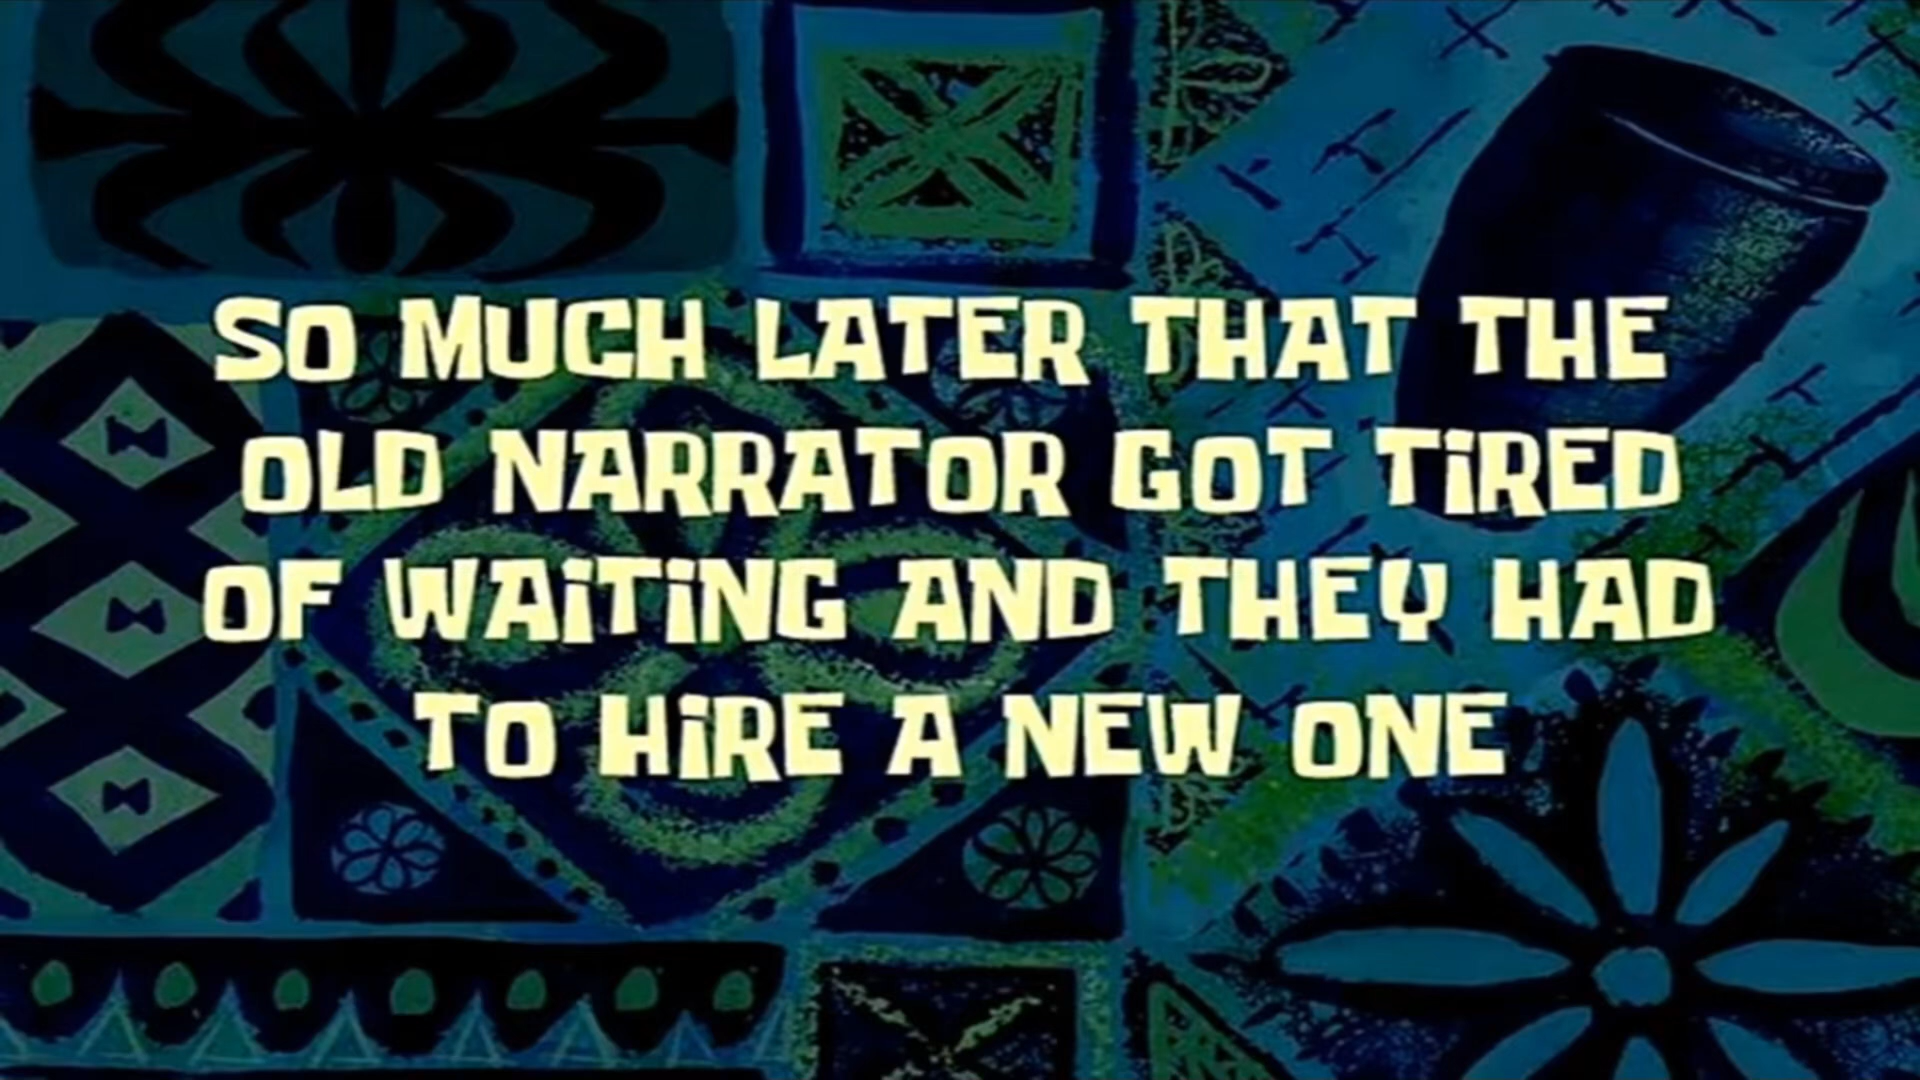 SO MUCH LATER THAT THE
OLD NARRATOR GOT TiRED
OF WAiTiNG AND THEY HAD
TO HiRE A NEW ONE